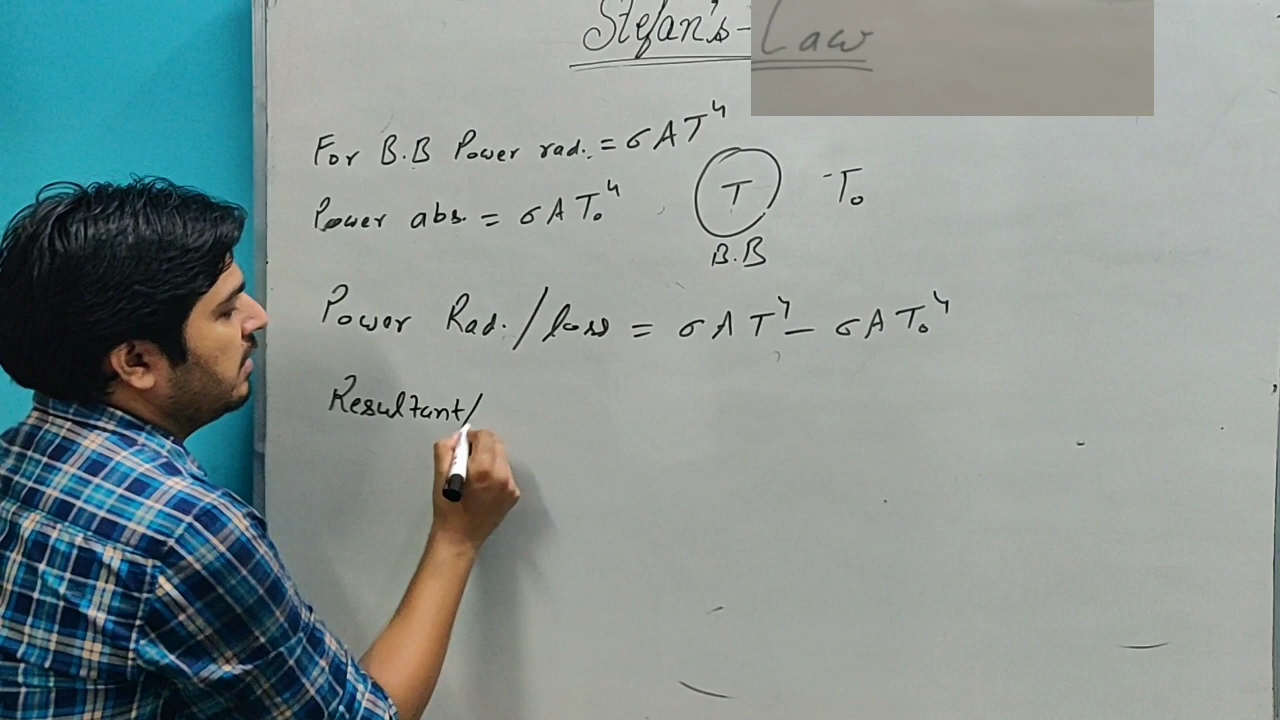 Stefan's-Law
For B.B Power rad. = σAT⁴
Power abs. = σAT₀⁴
T
-T₀
B.B
Power Rad./loss = σAT⁴ - σAT₀⁴
Resultant/